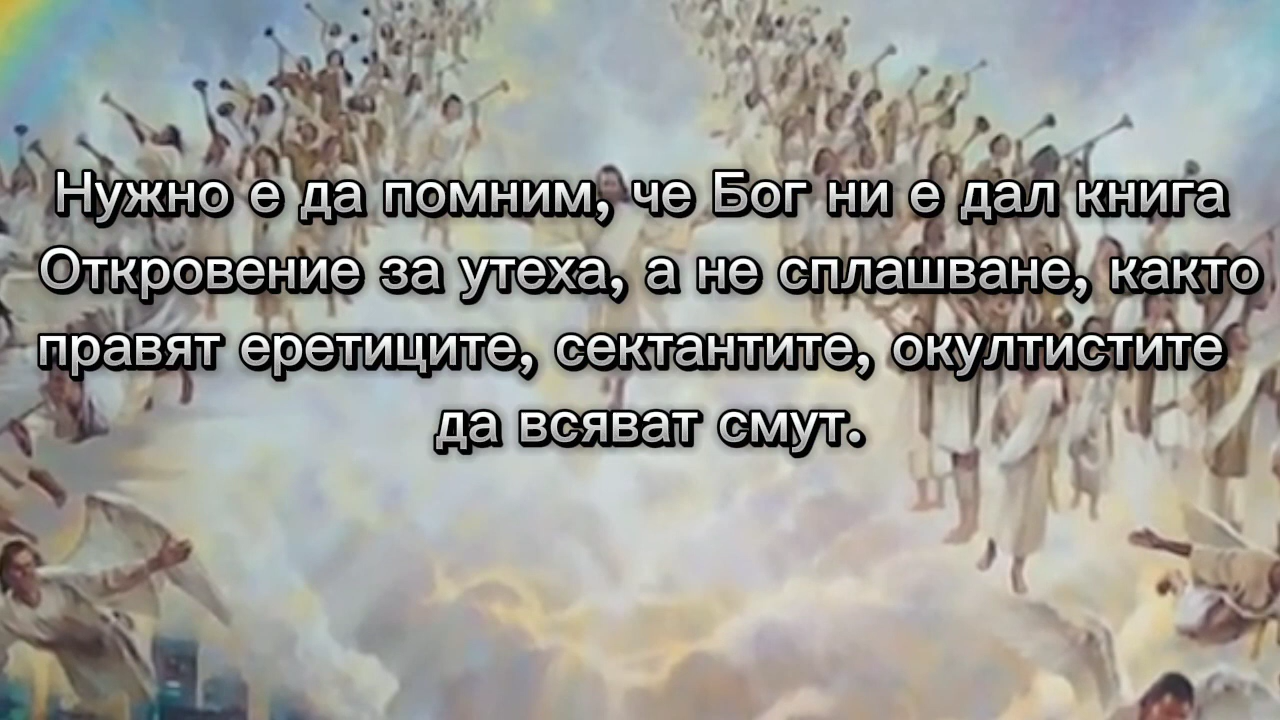 Нужно е да помним, че Бог ни е дал книга
Откровение за утеха, а не сплашване, както
правят еретиците, сектантите, окултистите
да всяват смут.